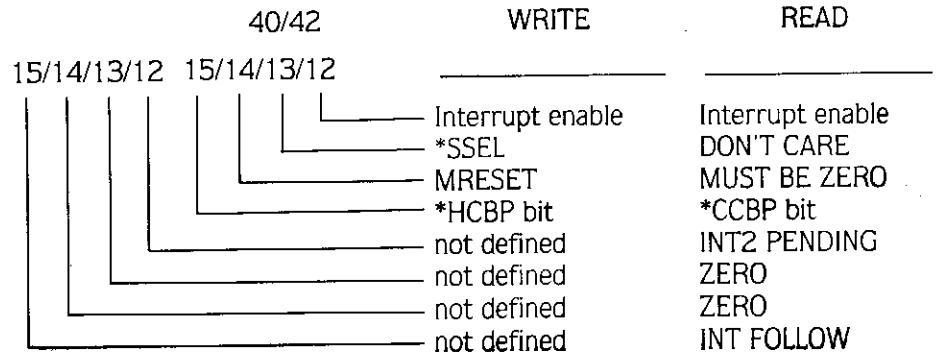 40/42 WRITE READ
15/14/13/12 15/14/13/12
Interrupt enable Interrupt enable
*SSEL DON'T CARE
MRESET MUST BE ZERO
*HCBP bit *CCBP bit
not defined INT2 PENDING
not defined ZERO
not defined ZERO
not defined INT FOLLOW